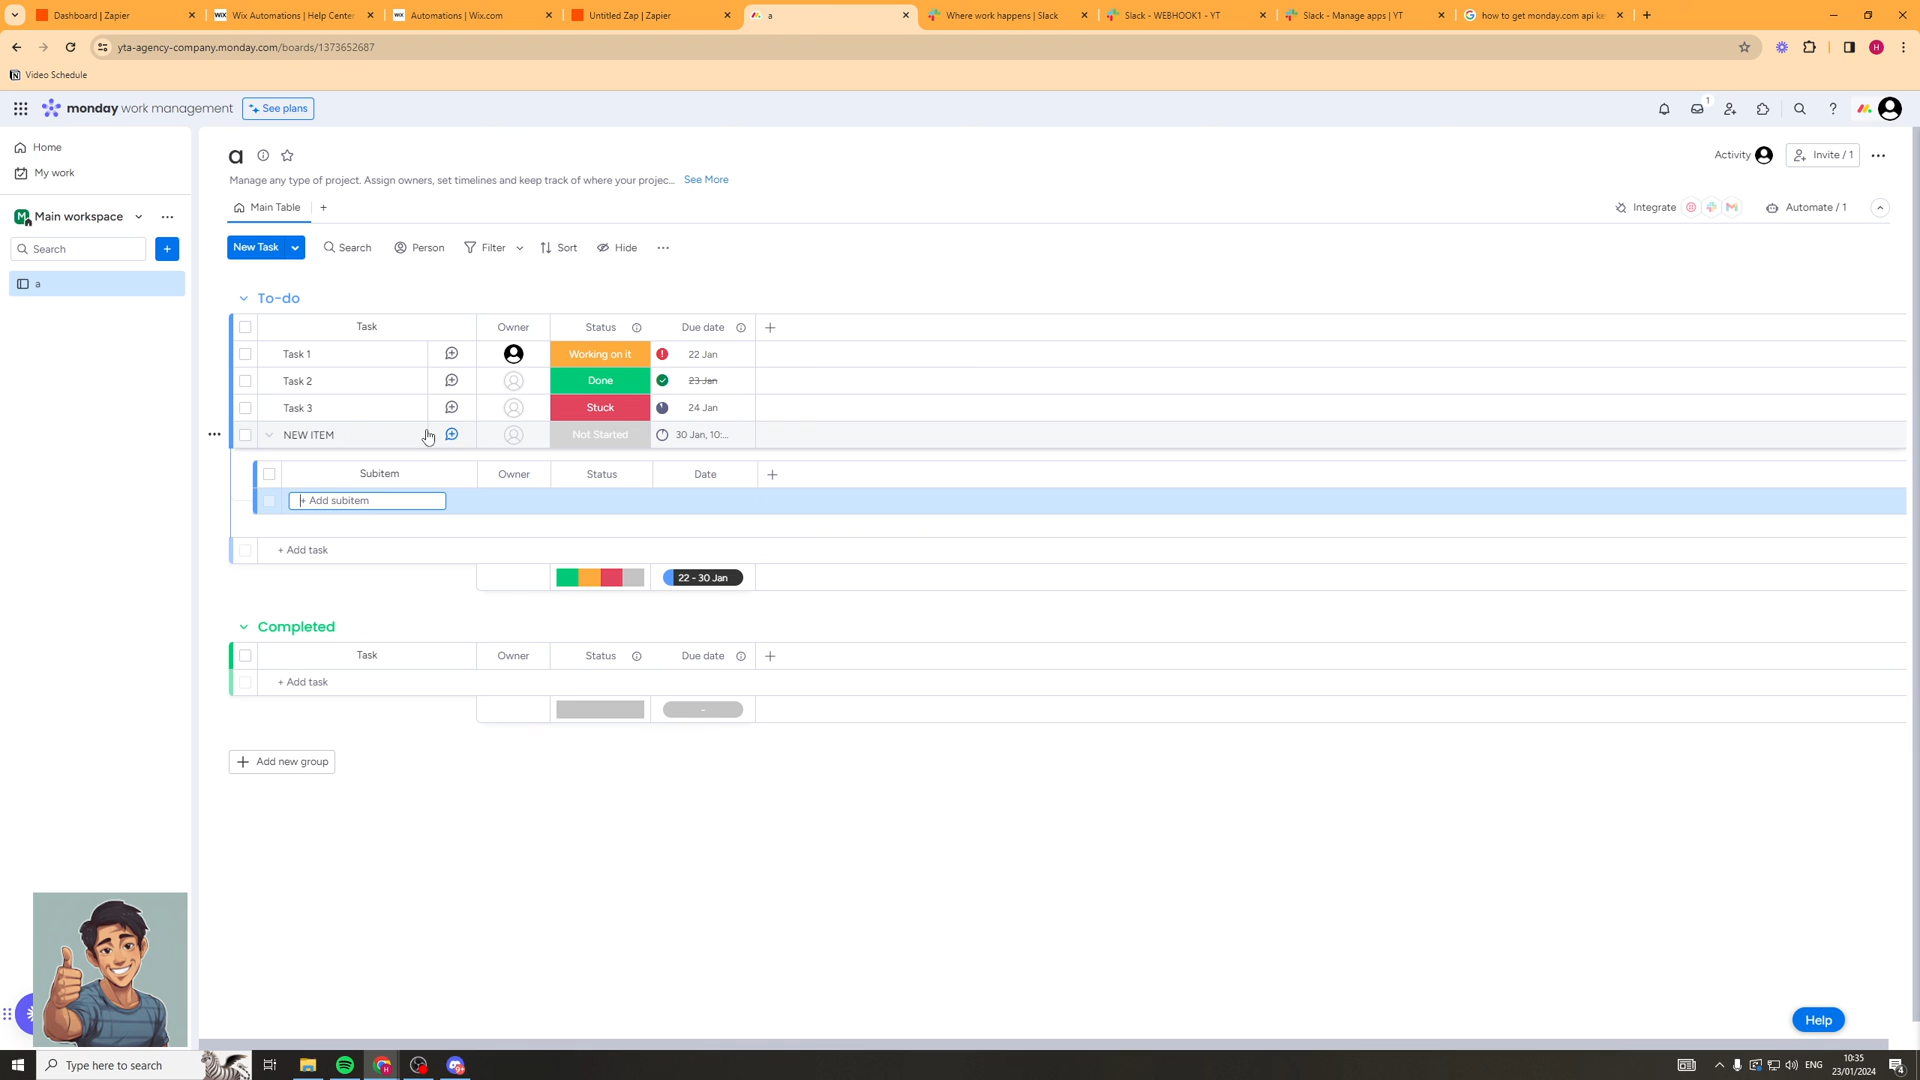 Dashboard | Zapier
Wix Automations | Help Center
Automations | Wix.com
Untitled Zap | Zapier
a
Where work happens | Slack
Slack - WEBHOOK1 - YT
Slack - Manage apps | YT
how to get monday.com api ke
yta-agency-company.monday.com/boards/1373652687
H
Video Schedule
monday work management
See plans
1
Home
My work
M
Main workspace
Search
a
a
Activity
Invite / 1
Manage any type of project. Assign owners, set timelines and keep track of where your projec... See More
Main Table
Integrate
Automate / 1
New Task
Search
Person
Filter
Sort
Hide
To-do
Task
Owner
Status
Due date
Task 1
Working on it
22 Jan
Task 2
Done
23 Jan
Task 3
Stuck
24 Jan
NEW ITEM
Not Started
30 Jan, 10:...
Subitem
Owner
Status
Date
+ Add subitem
+ Add task
22 - 30 Jan
Completed
Task
Owner
Status
Due date
+ Add task
-
Add new group
Help
Type here to search
ENG
10:35
23/01/2024
4